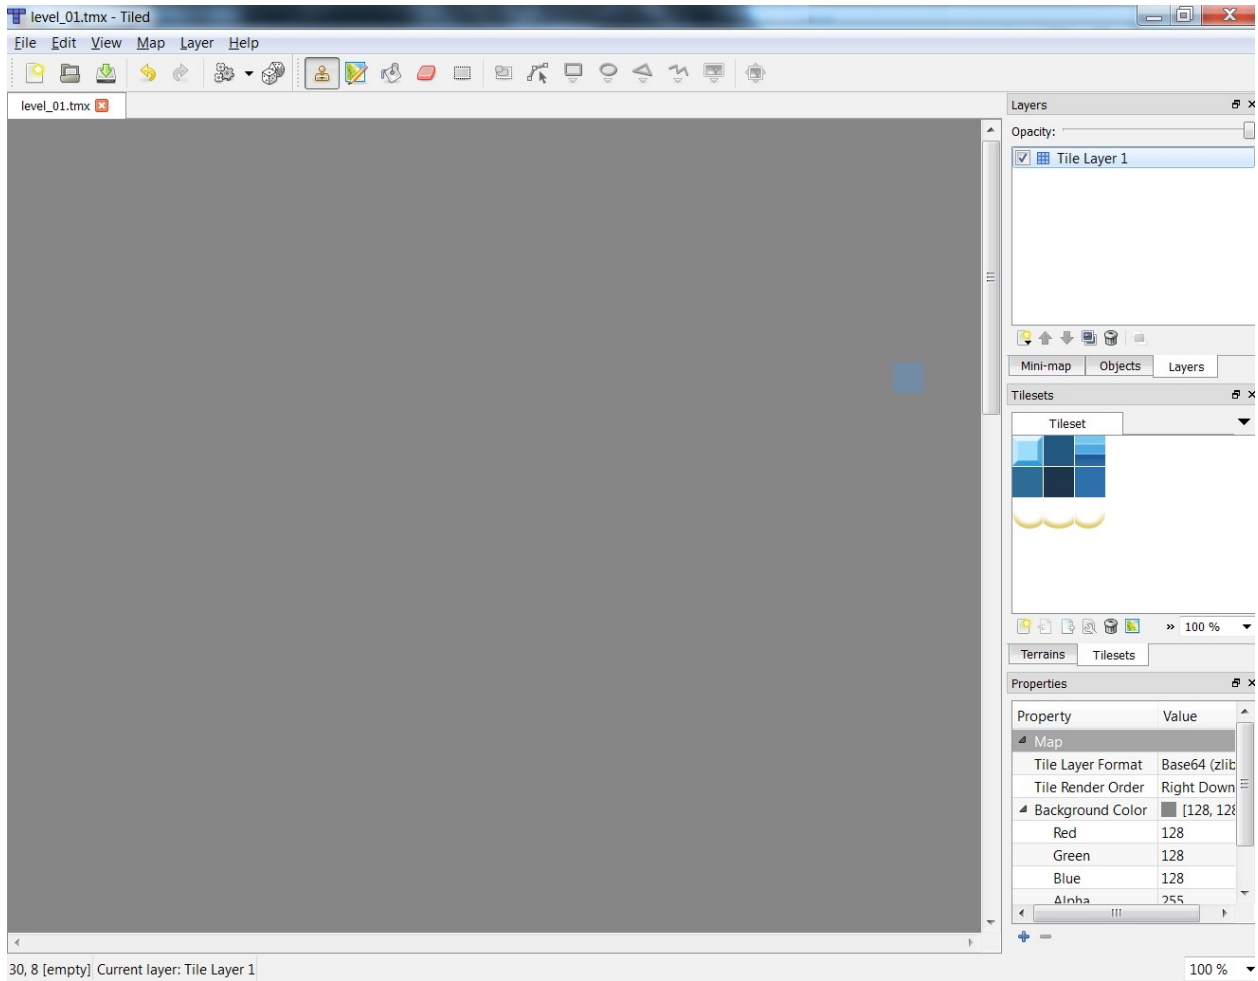 level_01.tmx - Tiled
File Edit View Map Layer Help
level_01.tmx
Layers
Opacity:
Tile Layer 1
Mini-map Objects Layers
Tilesets
Tileset
» 100 %
Terrains Tilesets
Properties
Property Value
Map
Tile Layer Format Base64 (zlib
Tile Render Order Right Down
Background Color [128, 128
Red 128
Green 128
Blue 128
Alpha 255
30, 8 [empty] Current layer: Tile Layer 1
100 %